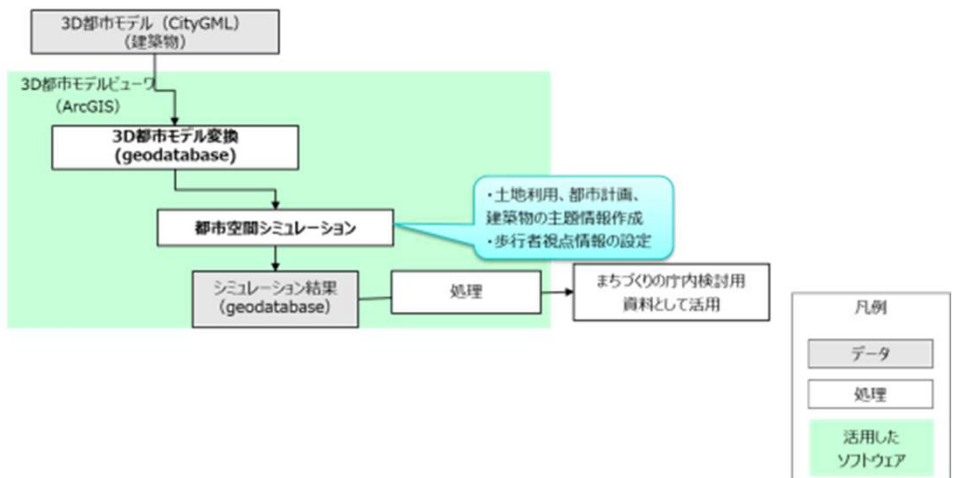 3D都市モデル（CityGML）
（建築物）
3D都市モデルビューワ
（ArcGIS）
3D都市モデル変換
(geodatabase)
都市空間シミュレーション
・土地利用、都市計画、
建築物の主題情報作成
・歩行者視点情報の設定
シミュレーション結果
（geodatabase）
処理
まちづくりの庁内検討用
資料として活用
凡例
データ
処理
活用した
ソフトウェア